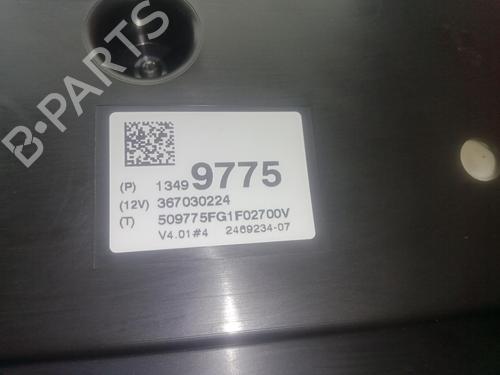 B-PARTS
(P) 1349 9775
(12V) 367030224
(T) 509775FG1F02700V
V4.01#4 2469234-07